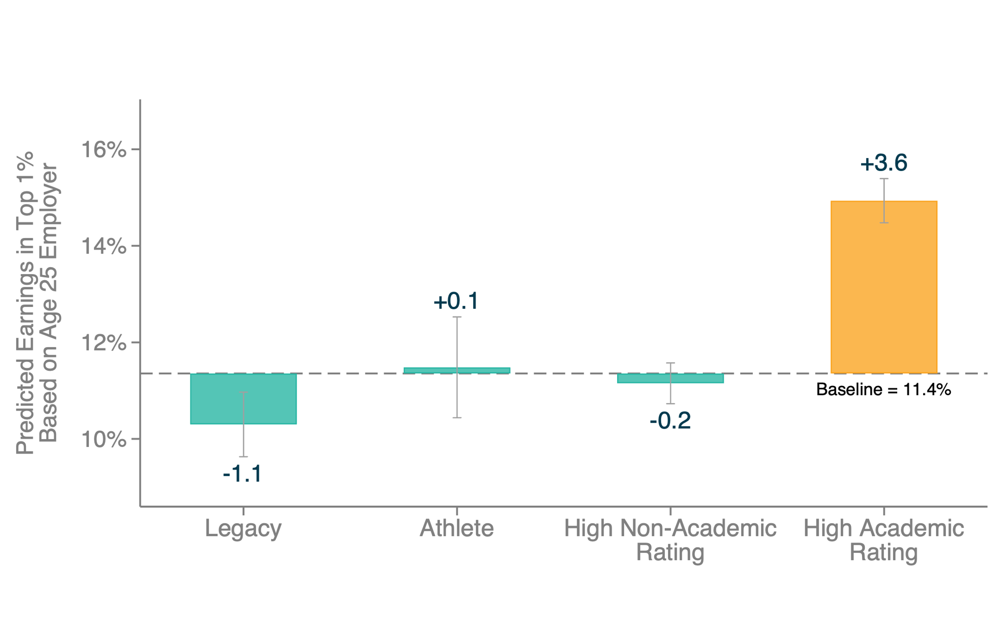 Predicted Earnings in Top 1%
Based on Age 25 Employer
16%
14%
12%
10%
-1.1
+0.1
-0.2
+3.6
Baseline = 11.4%
Legacy
Athlete
High Non-Academic
Rating
High Academic
Rating